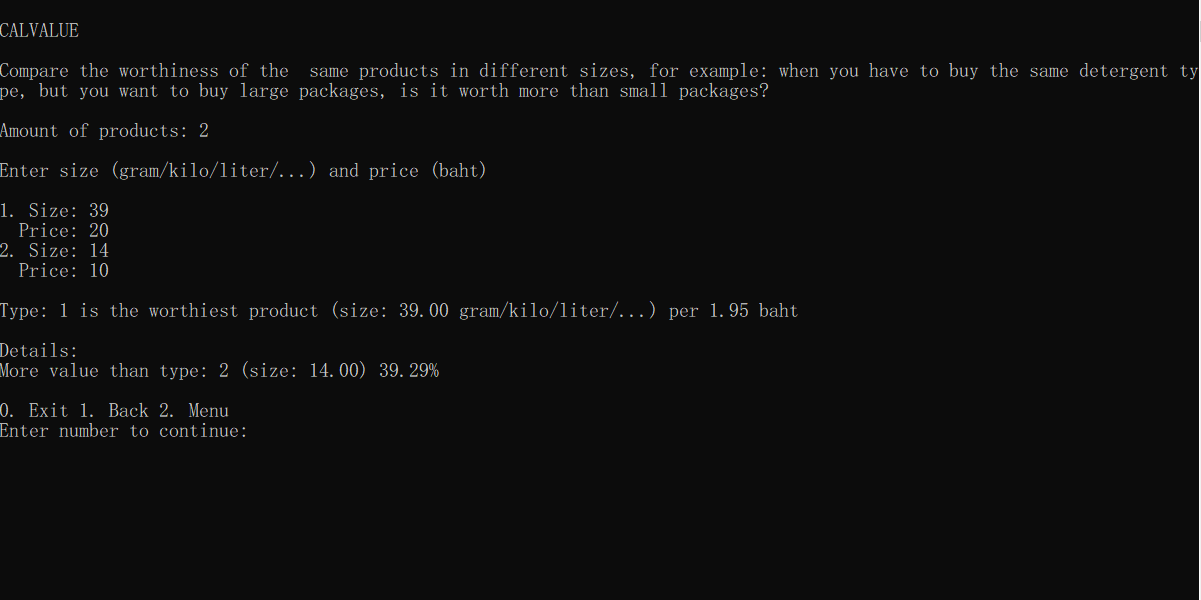 CALVALUE
Compare the worthiness of the  same products in different sizes, for example: when you have to buy the same detergent ty
pe, but you want to buy large packages, is it worth more than small packages?
Amount of products: 2
Enter size (gram/kilo/liter/...) and price (baht)
1. Size: 39
  Price: 20
2. Size: 14
  Price: 10
Type: 1 is the worthiest product (size: 39.00 gram/kilo/liter/...) per 1.95 baht
Details:
More value than type: 2 (size: 14.00) 39.29%
0. Exit 1. Back 2. Menu
Enter number to continue: